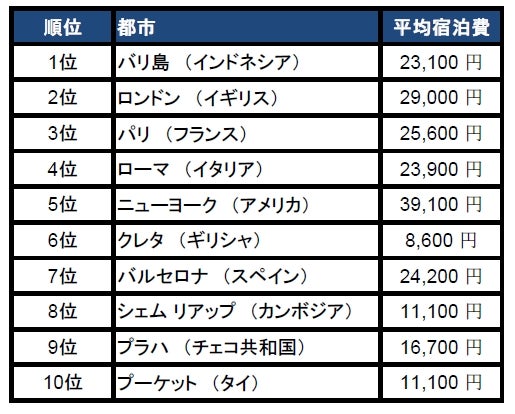 順位 都市 平均宿泊費
1位 バリ島 （インドネシア） 23,100 円
2位 ロンドン （イギリス） 29,000 円
3位 パリ （フランス） 25,600 円
4位 ローマ （イタリア） 23,900 円
5位 ニューヨーク （アメリカ） 39,100 円
6位 クレタ （ギリシャ） 8,600 円
7位 バルセロナ （スペイン） 24,200 円
8位 シェム リアップ （カンボジア） 11,100 円
9位 プラハ （チェコ共和国） 16,700 円
10位 プーケット （タイ） 11,100 円